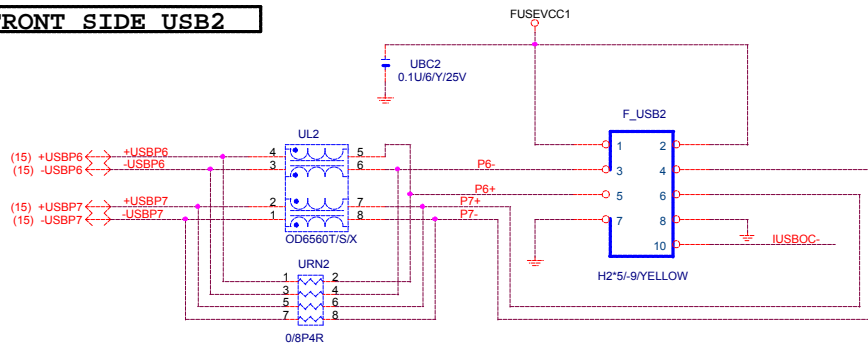 FRONT SIDE USB2
FUSEVCC1
UBC2
0.1U/6/Y/25V
F_USB2
UL2
(15) +USBP6 +USBP6 4 5
(15) -USBP6 -USBP6 3 6 P6-
P6+
(15) +USBP7 +USBP7 2 7 P7+
(15) -USBP7 -USBP7 1 8 P7-
OD6560T/S/X
1 2
3 4
5 6
7 8
10 IUSBOC-
H2*5/-9/YELLOW
URN2
1 2
3 4
5 6
7 8
0/8P4R